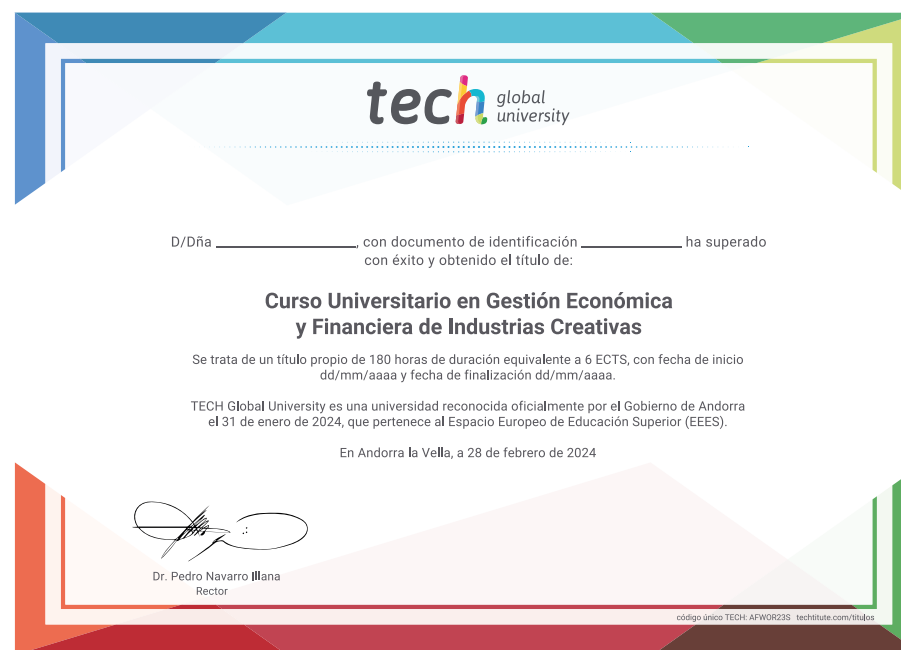 tech global university
D/Dña ____________, con documento de identificación ____________ ha superado
con éxito y obtenido el título de:
Curso Universitario en Gestión Económica
y Financiera de Industrias Creativas
Se trata de un título propio de 180 horas de duración equivalente a 6 ECTS, con fecha de inicio
dd/mm/aaaa y fecha de finalización dd/mm/aaaa.
TECH Global University es una universidad reconocida oficialmente por el Gobierno de Andorra
el 31 de enero de 2024, que pertenece al Espacio Europeo de Educación Superior (EEES).
En Andorra la Vella, a 28 de febrero de 2024
Dr. Pedro Navarro Illana
Rector
código único TECH: AFWOR23S techtitute.com/titulos